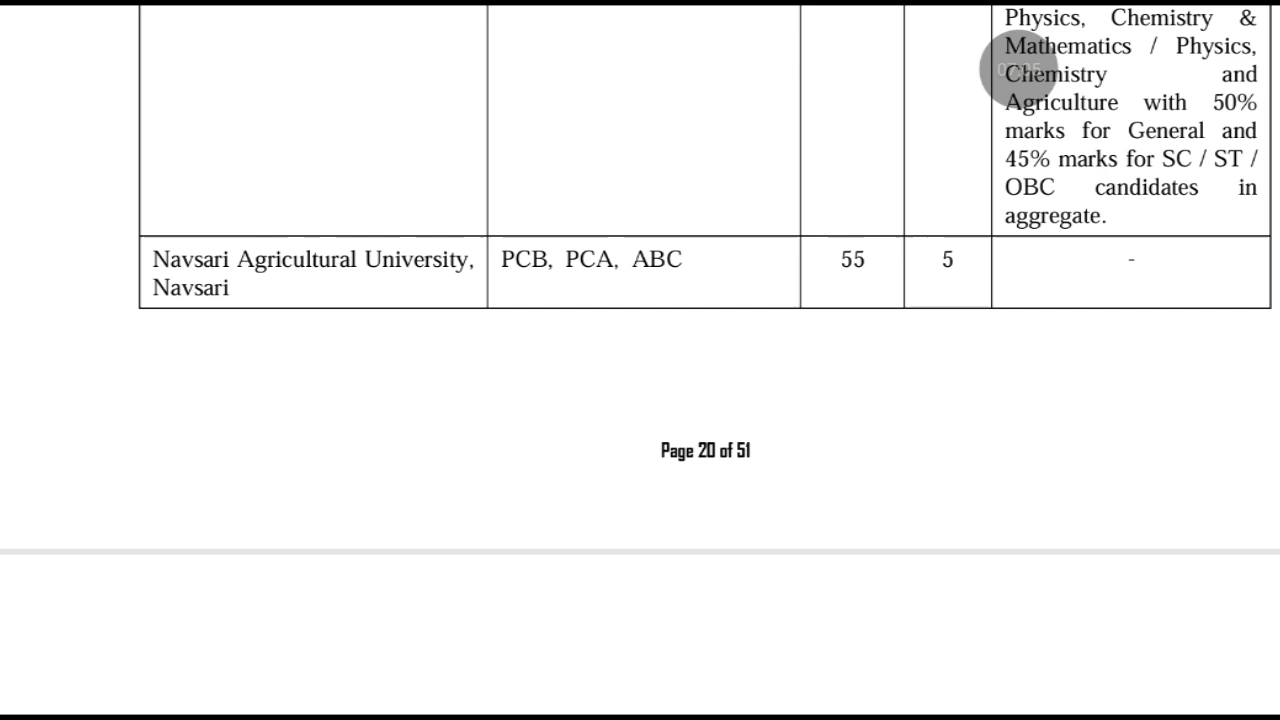 Physics, Chemistry &
Mathematics / Physics,
Chemistry and
Agriculture with 50%
marks for General and
45% marks for SC / ST /
OBC candidates in
aggregate.
Navsari Agricultural University, PCB, PCA, ABC 55 5 -
Navsari
Page 20 of 51